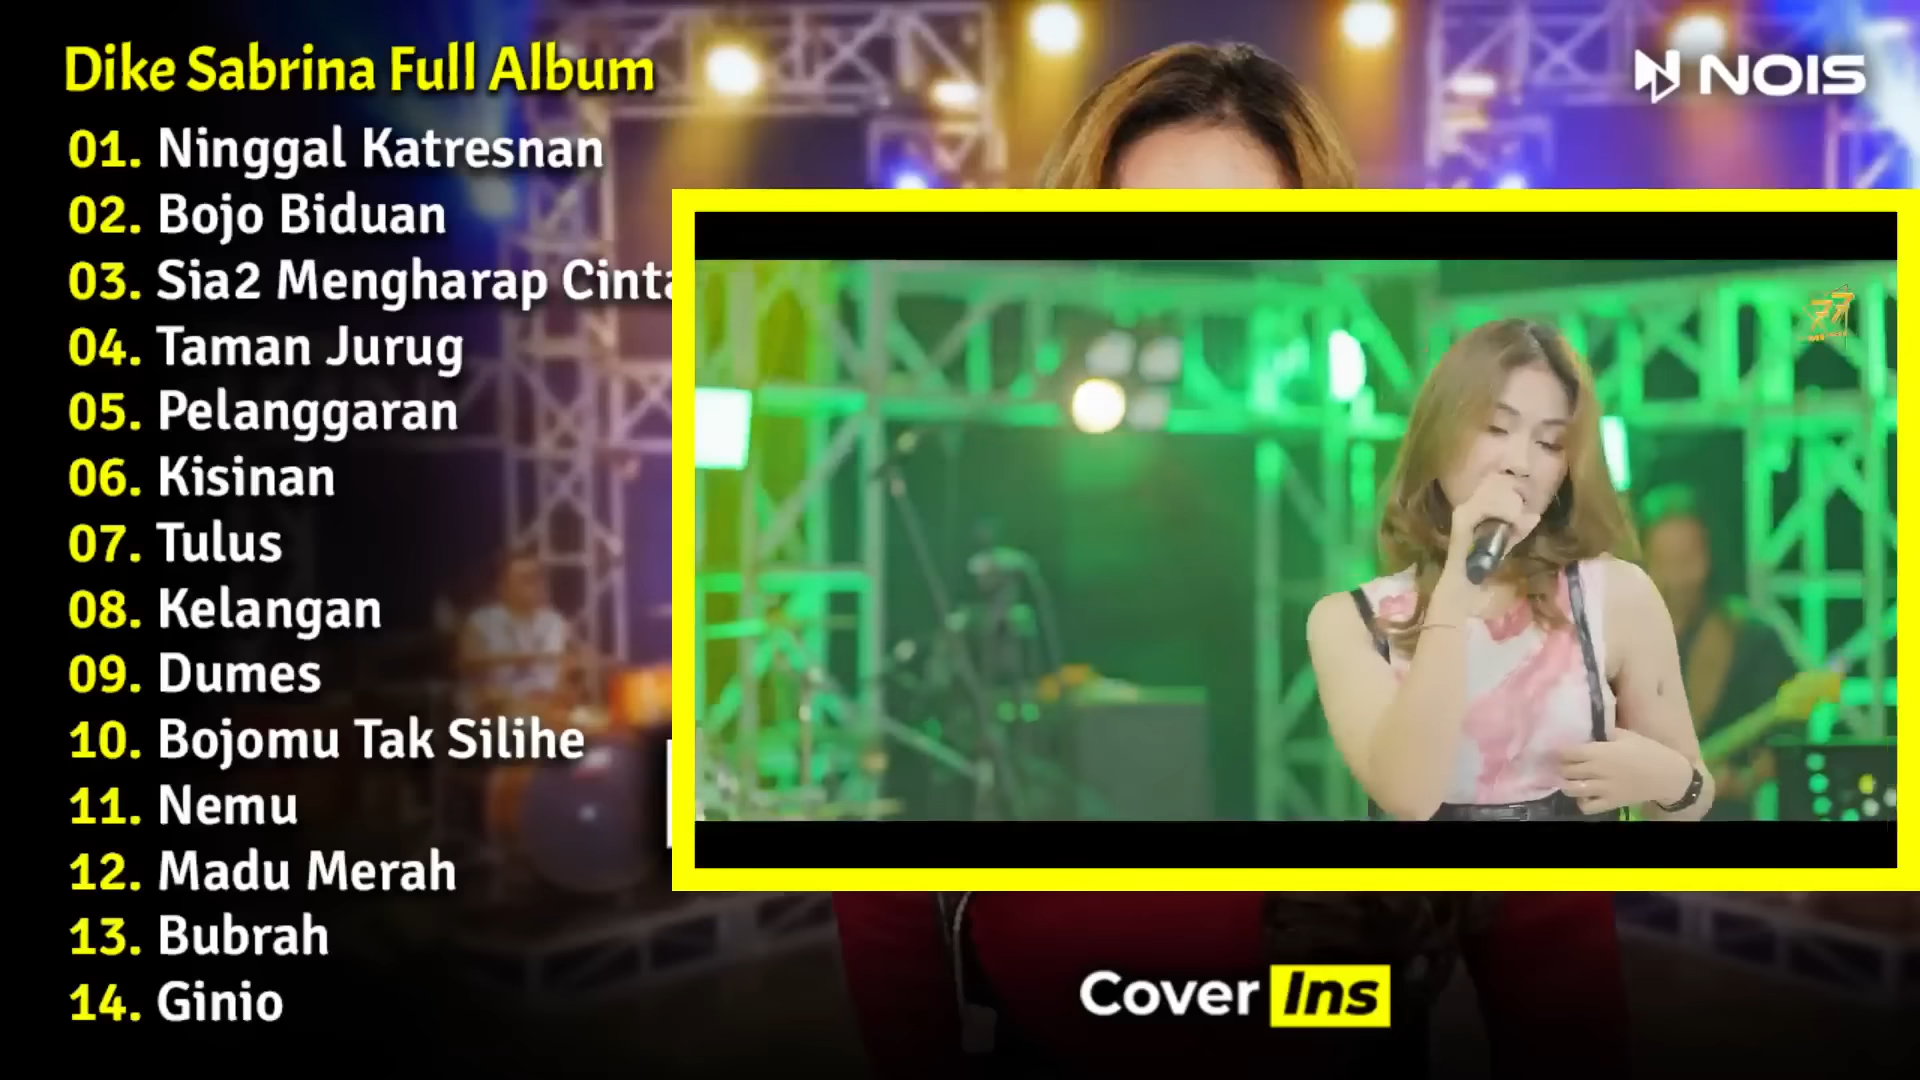 Dike Sabrina Full Album
01. Ninggal Katresnan
02. Bojo Biduan
03. Sia2 Mengharap Cinta
04. Taman Jurug
05. Pelanggaran
06. Kisinan
07. Tulus
08. Kelangan
09. Dumes
10. Bojomu Tak Silihe
11. Nemu
12. Madu Merah
13. Bubrah
14. Ginio
NOIS
Cover Ins